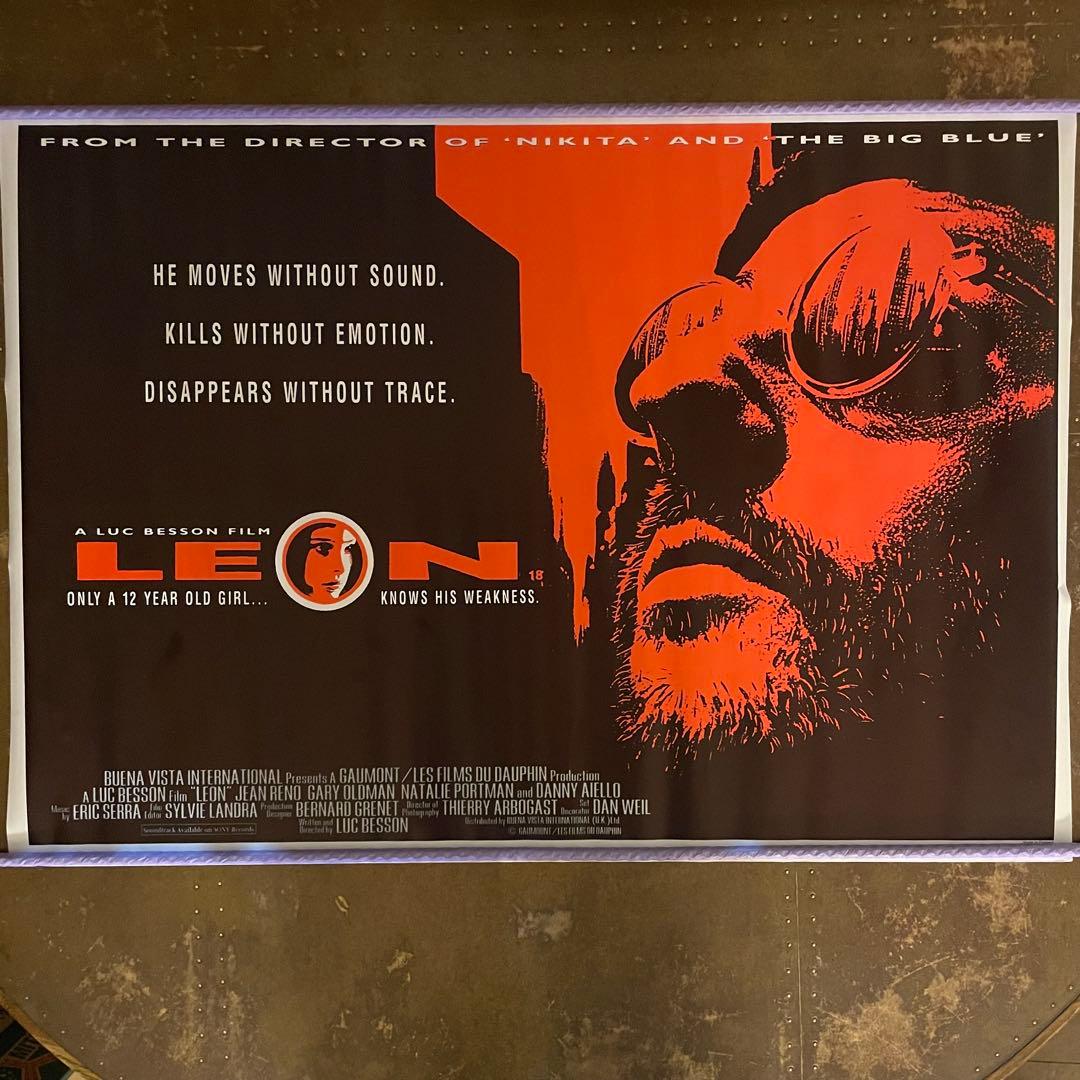 FROM THE DIRECTOR OF 'NIKITA' AND 'THE BIG BLUE'
HE MOVES WITHOUT SOUND.
KILLS WITHOUT EMOTION.
DISAPPEARS WITHOUT TRACE.
A LUC BESSON FILM
LEON 18
ONLY A 12 YEAR OLD GIRL... KNOWS HIS WEAKNESS.
BUENA VISTA INTERNATIONAL Presents A GAUMONT/LES FILMS DU DAUPHIN Production
A LUC BESSON Film "LEON" JEAN RENO GARY OLDMAN NATALIE PORTMAN and DANNY AIELLO
Music by ERIC SERRA Film Editor SYLVIE LANDRA Production Designer BERNARD GRENET Director of Photography THIERRY ARBOGAST Set Decorator DAN WEIL
Written and Directed by LUC BESSON Distributed by BUENA VISTA INTERNATIONAL (U.K.) Ltd
Soundtrack Available on SONY Records © GAUMONT/LES FILMS DU DAUPHIN